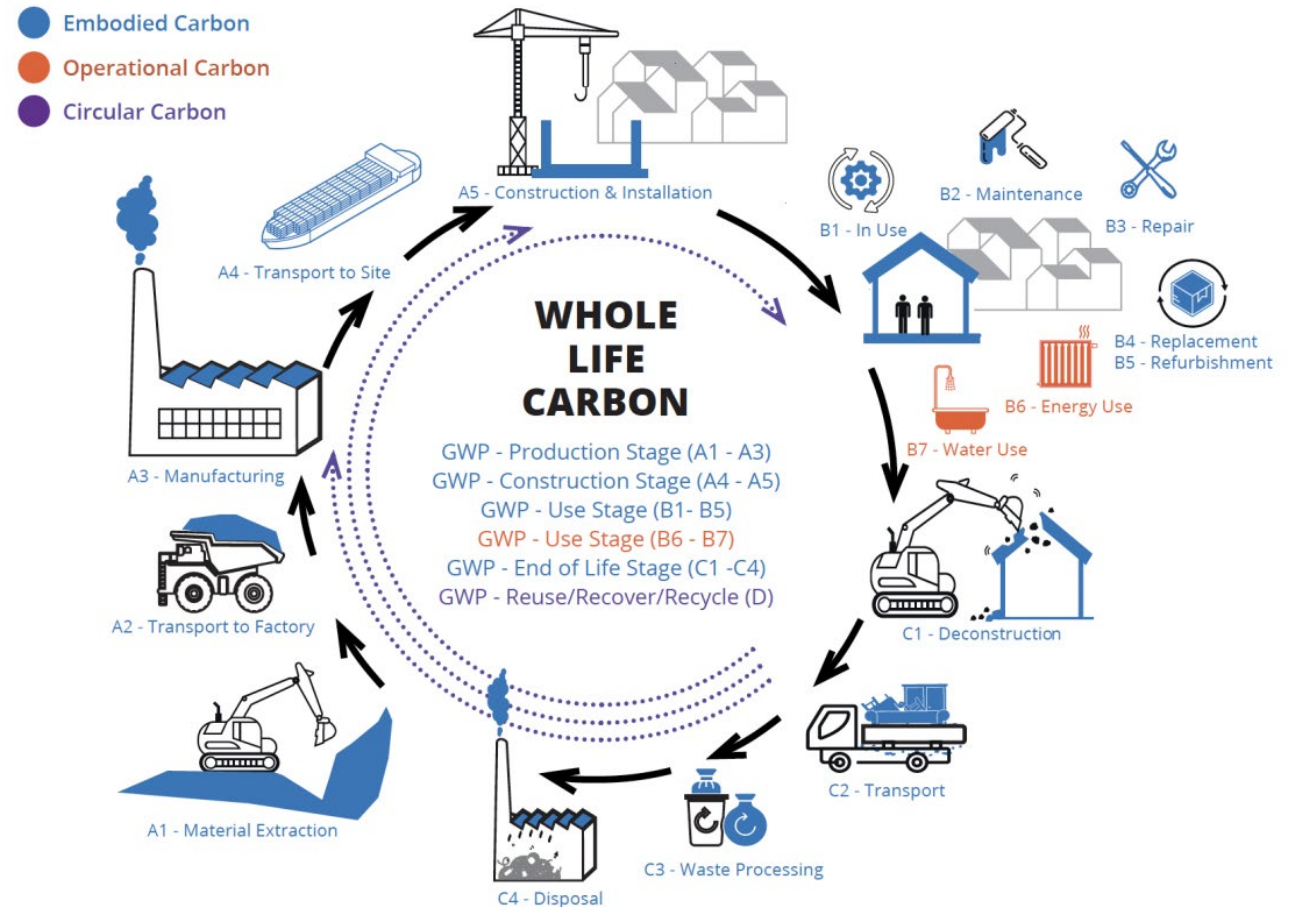 Embodied Carbon
Operational Carbon
Circular Carbon
A5 - Construction & Installation
B2 - Maintenance
B1 - In Use
B3 - Repair
A4 - Transport to Site
WHOLE
LIFE
CARBON
B4 - Replacement
B5 - Refurbishment
B6 - Energy Use
B7 - Water Use
GWP - Production Stage (A1 - A3)
GWP - Construction Stage (A4 - A5)
GWP - Use Stage (B1- B5)
GWP - Use Stage (B6 - B7)
GWP - End of Life Stage (C1 -C4)
GWP - Reuse/Recover/Recycle (D)
A3 - Manufacturing
A2 - Transport to Factory
C1 - Deconstruction
A1 - Material Extraction
C2 - Transport
C3 - Waste Processing
C4 - Disposal